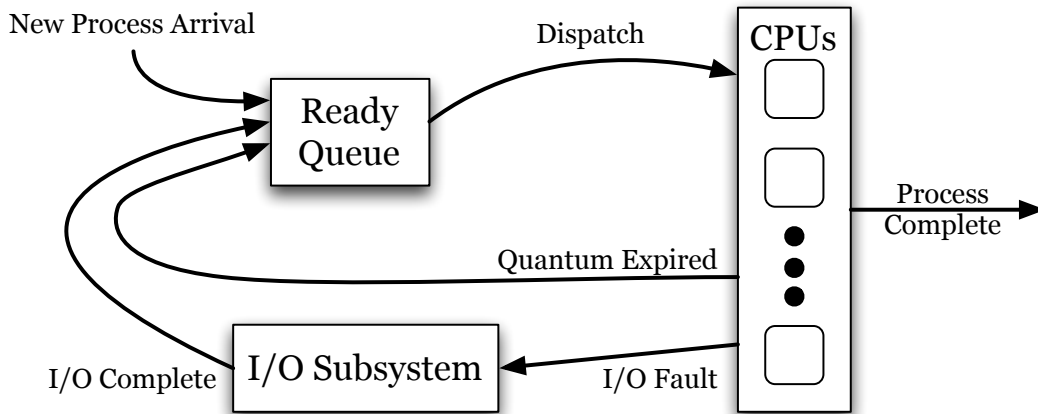 New Process Arrival
Dispatch
CPUs
Ready
Queue
Process
Complete
Quantum Expired
I/O Subsystem
I/O Complete
I/O Fault